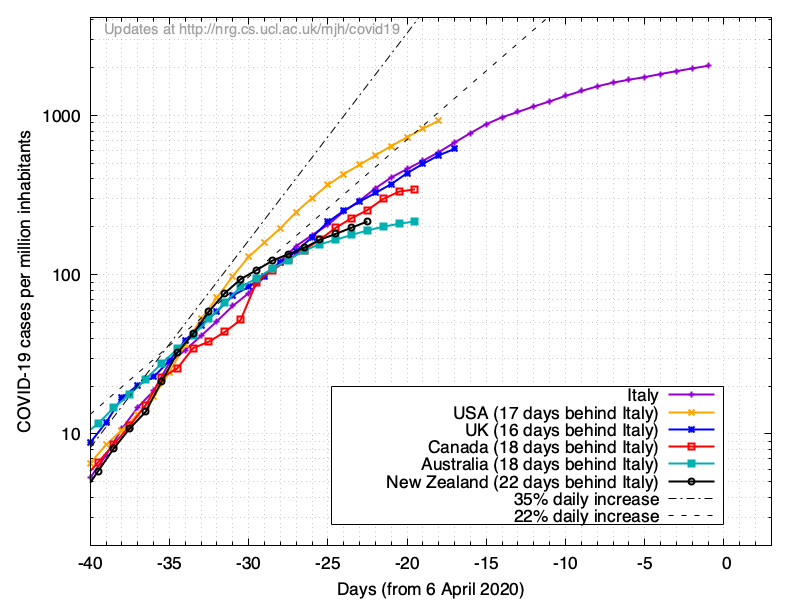 Updates at http://nrg.cs.ucl.ac.uk/mjh/covid19
COVID-19 cases per million inhabitants
1000
100
10
Italy
USA (17 days behind Italy)
UK (16 days behind Italy)
Canada (18 days behind Italy)
Australia (18 days behind Italy)
New Zealand (22 days behind Italy)
35% daily increase
22% daily increase
-40 -35 -30 -25 -20 -15 -10 -5 0
Days (from 6 April 2020)